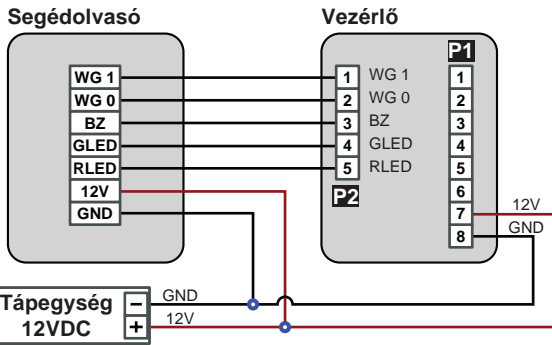 Segédolvasó
WG 1
WG 0
BZ
GLED
RLED
12V
GND
Vezérlő
P1
1 WG 1
2 WG 0
3 BZ
4 GLED
5 RLED
P2
1
2
3
4
5
6
7
8
12V
GND
Tápegység
12VDC
−
+
GND
12V